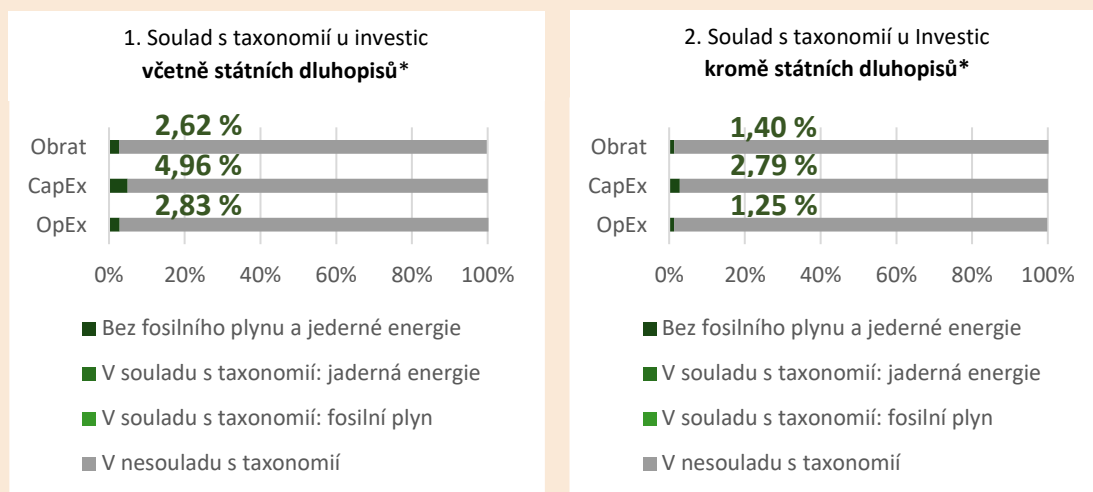 1. Soulad s taxonomií u investic
včetně státních dluhopisů*
2,62 %
Obrat
4,96 %
CapEx
2,83 %
OpEx
0% 20% 40% 60% 80% 100%
Bez fosilního plynu a jederné energie
V souladu s taxonomií: jaderná energie
V souladu s taxonomií: fosilní plyn
V nesouladu s taxonomií
2. Soulad s taxonomií u Investic
kromě státních dluhopisů*
1,40 %
Obrat
2,79 %
CapEx
1,25 %
OpEx
0% 20% 40% 60% 80% 100%
Bez fosilního plynu a jederné energie
V souladu s taxonomií: jaderná energie
V souladu s taxonomií: fosilní plyn
V nesouladu s taxonomií